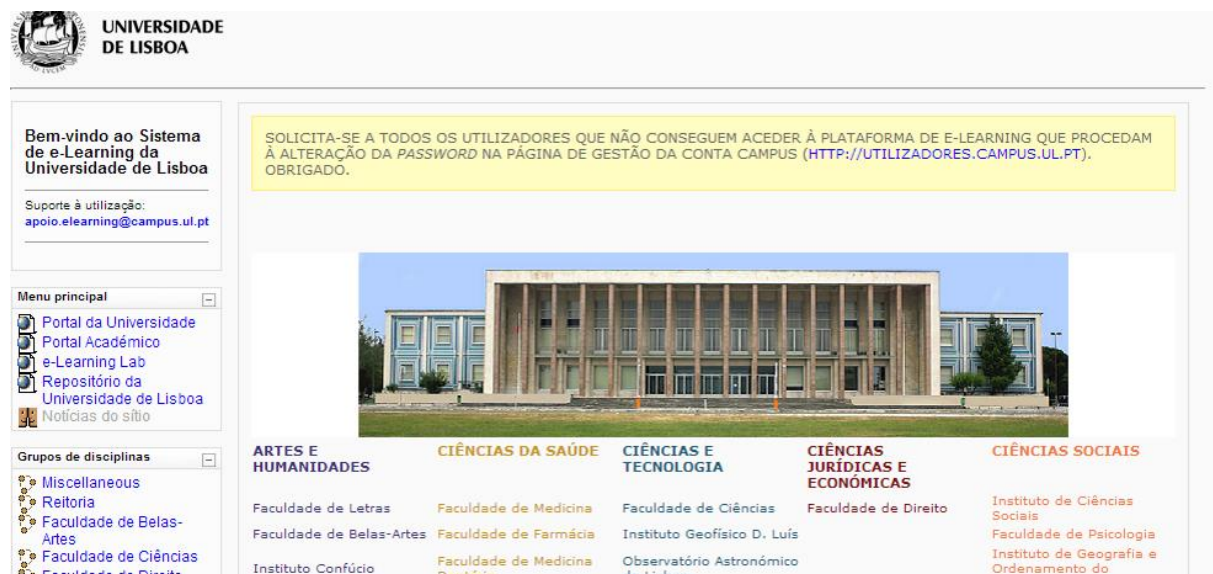 UNIVERSIDADE
DE LISBOA
Bem-vindo ao Sistema
de e-Learning da
Universidade de Lisboa
Suporte à utilização:
apoio.elearning@campus.ul.pt
Menu principal
Portal da Universidade
Portal Académico
e-Learning Lab
Repositório da
Universidade de Lisboa
Notícias do sítio
Grupos de disciplinas
Miscellaneous
Reitoria
Faculdade de Belas-
Artes
Faculdade de Ciências
SOLICITA-SE A TODOS OS UTILIZADORES QUE NÃO CONSEGUEM ACEDER À PLATAFORMA DE E-LEARNING QUE PROCEDAM
À ALTERAÇÃO DA PASSWORD NA PÁGINA DE GESTÃO DA CONTA CAMPUS (HTTP://UTILIZADORES.CAMPUS.UL.PT).
OBRIGADO.
ARTES E
HUMANIDADES
Faculdade de Letras
Faculdade de Belas-Artes
Instituto Confúcio
CIÊNCIAS DA SAÚDE
Faculdade de Medicina
Faculdade de Farmácia
Faculdade de Medicina
CIÊNCIAS E
TECNOLOGIA
Faculdade de Ciências
Instituto Geofísico D. Luís
Observatório Astronómico
CIÊNCIAS
JURÍDICAS E
ECONÓMICAS
Faculdade de Direito
CIÊNCIAS SOCIAIS
Instituto de Ciências
Sociais
Faculdade de Psicologia
Instituto de Geografia e
Ordenamento do